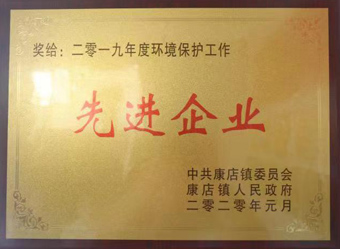 奖给：二零一九年度环境保护工作
先进企业
中共康店镇委员会
康店镇人民政府
二零二零年元月